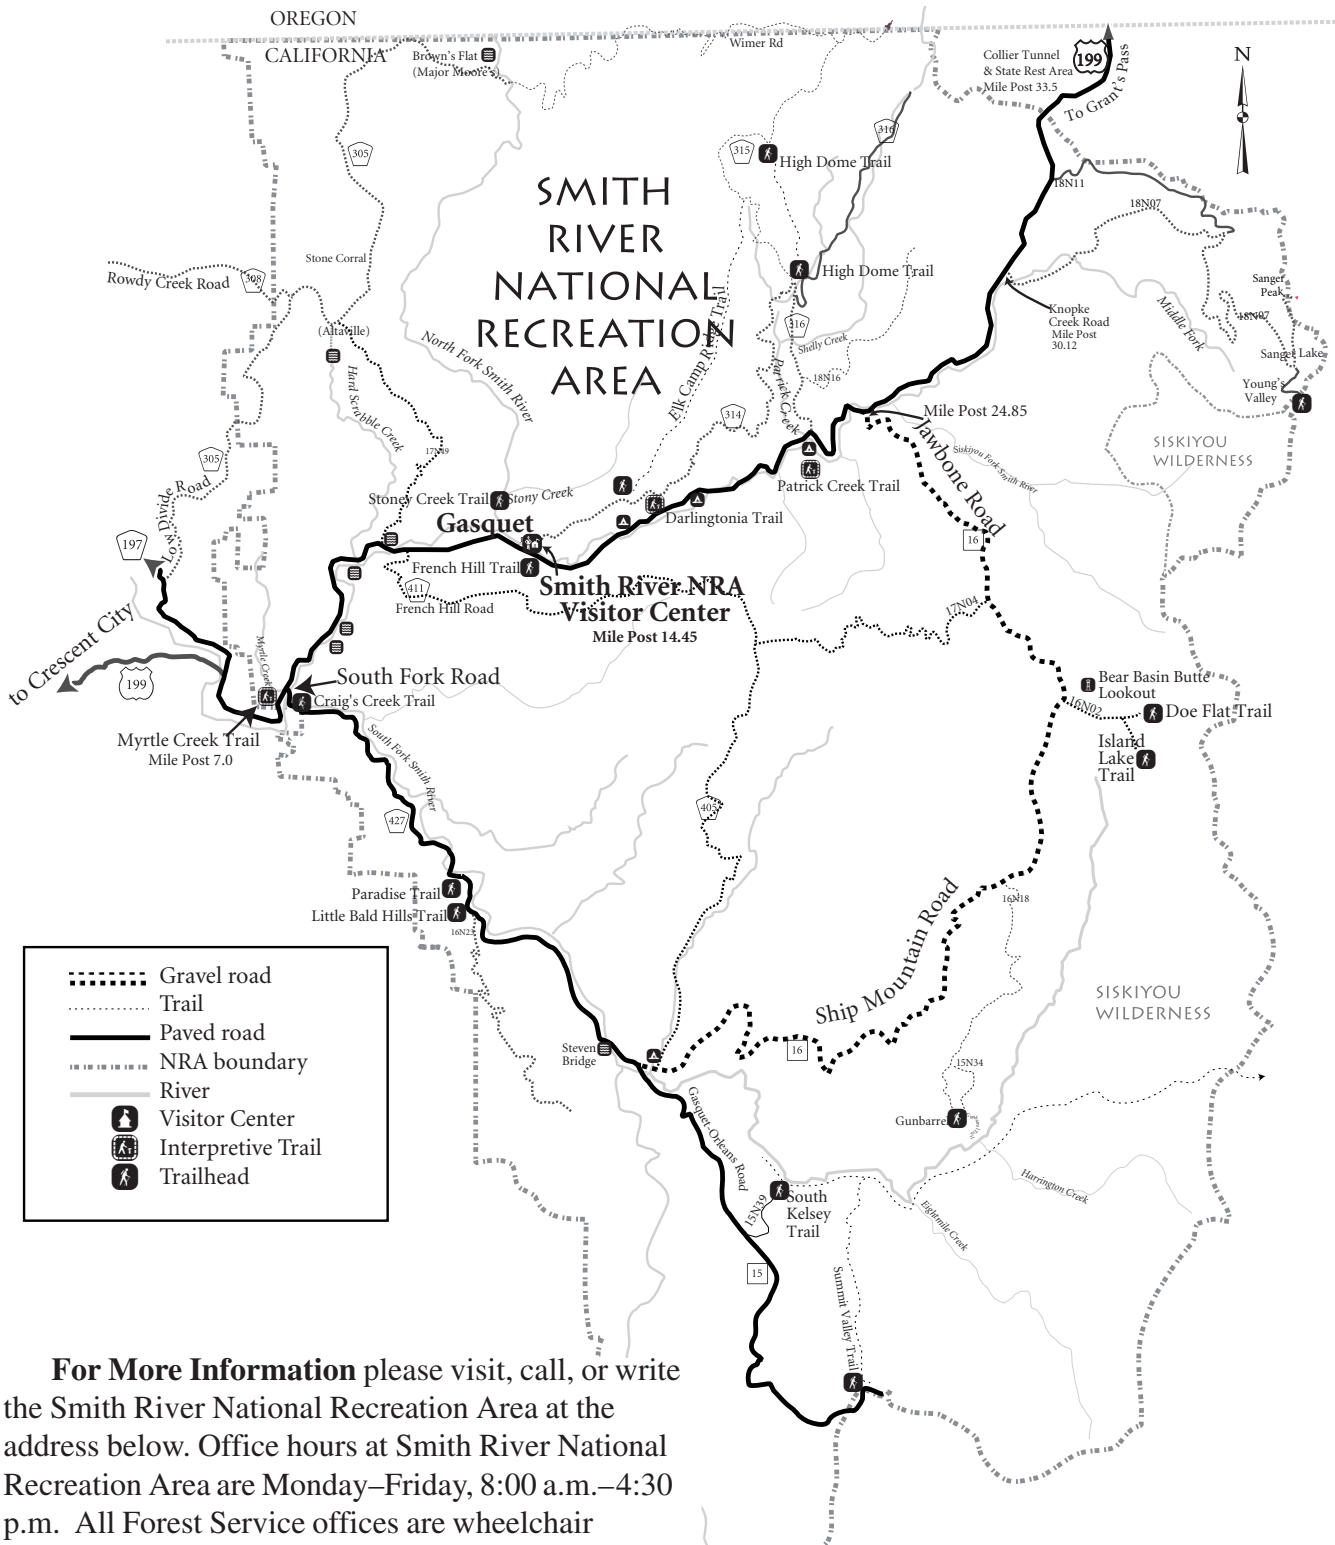 OREGON
CALIFORNIA
Brown's Flat
(Major Moore's)
Wimer Rd
Collier Tunnel
& State Rest Area
Mile Post 33.5
199
To Grant's Pass
N
305
315
316
High Dome Trail
18N11
18N07
SMITH
RIVER
NATIONAL
RECREATION
AREA
Stone Corral
Rowdy Creek Road
308
High Dome Trail
Sanger
Peak
18N07
Knopke
Creek Road
Mile Post
30.12
Middle Fork
(Altaville)
316
Shelly Creek
Sanger Lake
North Fork Smith River
Elk Camp Ridge Trail
Patrick Creek
18N16
Young's
Valley
Hard Scrabble Creek
314
Mile Post 24.85
Jawbone Road
SISKIYOU
WILDERNESS
17N49
305
Siskiyou Fork Smith River
Low Divide Road
Stoney Creek Trail
Stony Creek
Patrick Creek Trail
Gasquet
Darlingtonia Trail
197
16
French Hill Trail
411
Smith River NRA
Visitor Center
Mile Post 14.45
French Hill Road
17N04
to Crescent City
199
Myrtle Creek
South Fork Road
Craig's Creek Trail
Bear Basin Butte
Lookout
16N02
Doe Flat Trail
Myrtle Creek Trail
Mile Post 7.0
South Fork Smith River
Island
Lake
Trail
427
405
Paradise Trail
Little Bald Hills Trail
16N23
16N18
Ship Mountain Road
Gravel road
Trail
Paved road
NRA boundary
River
Visitor Center
Interpretive Trail
Trailhead
SISKIYOU
WILDERNESS
Steven
Bridge
16
15N34
Gasquet-Orleans Road
Gunbarrel
Harrington Creek
15N39
South
Kelsey
Trail
Eightmile Creek
15
Summit Valley Trail
For More Information please visit, call, or write
the Smith River National Recreation Area at the
address below. Office hours at Smith River National
Recreation Area are Monday–Friday, 8:00 a.m.–4:30
p.m. All Forest Service offices are wheelchair